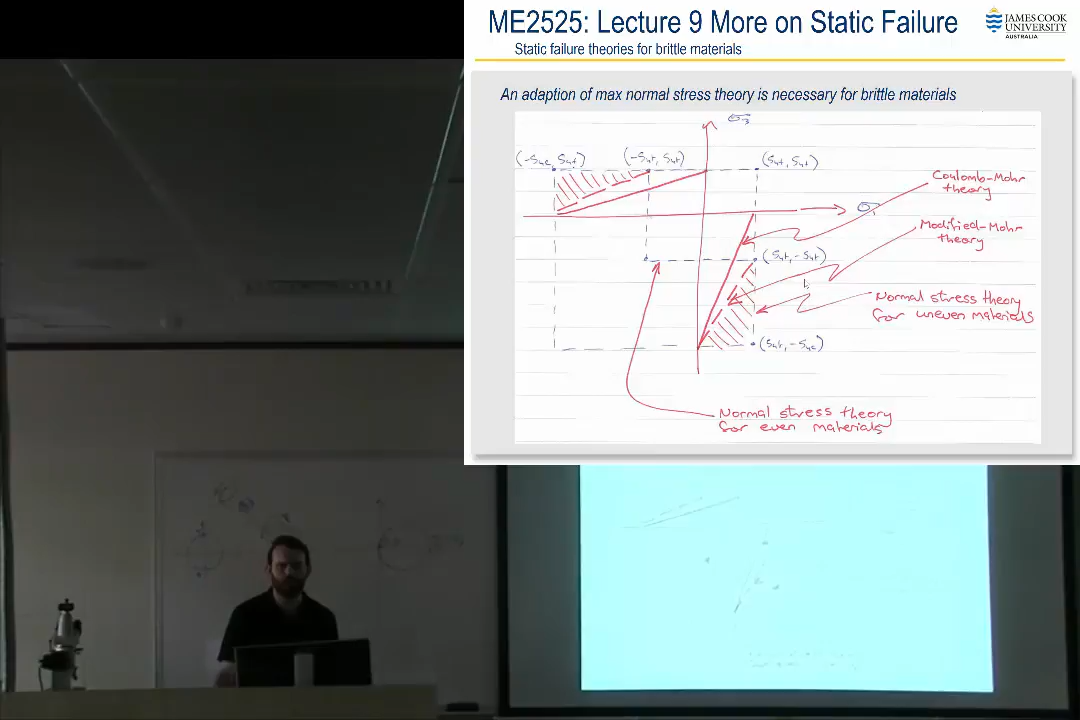 ME2525: Lecture 9 More on Static Failure
Static failure theories for brittle materials
JAMES COOK
UNIVERSITY
AUSTRALIA
An adaption of max normal stress theory is necessary for brittle materials
σ3
(-Suc, Sut)
(-Sut, Sut)
(Sut, Sut)
Coulomb-Mohr
theory
σ1
Modified-Mohr
theory
(Sut, -Sut)
Normal stress theory
for uneven materials
(Sut, -Suc)
Normal stress theory
for even materials